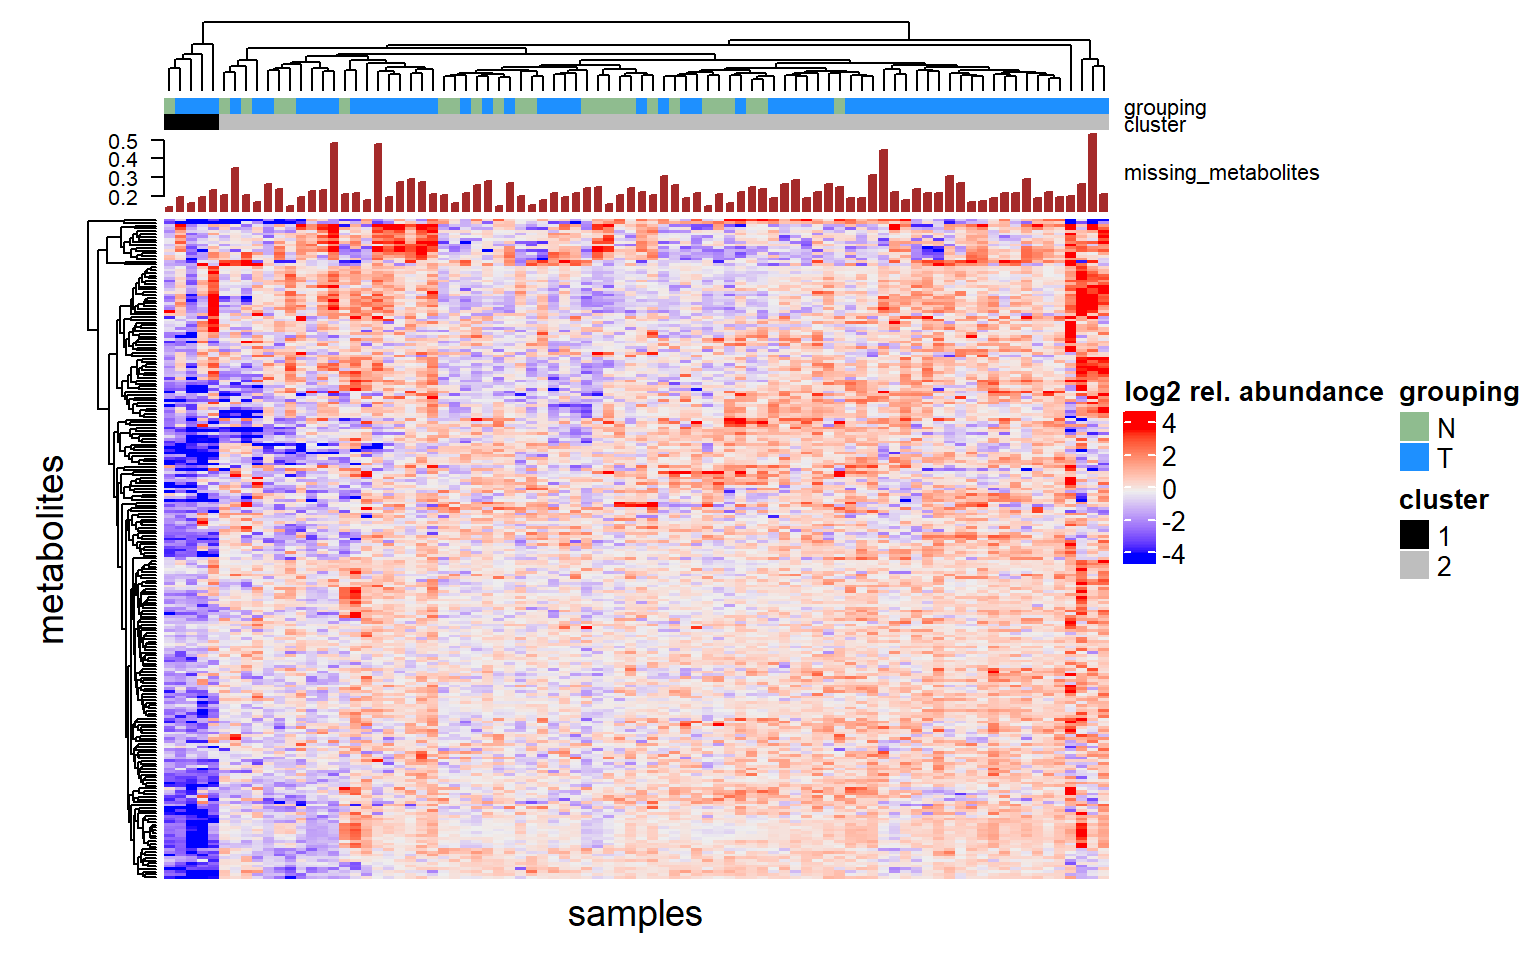 grouping
cluster
0.5
0.4
0.3
0.2
missing_metabolites
metabolites
samples
log2 rel. abundance
4
2
0
-2
-4
grouping
N
T
cluster
1
2